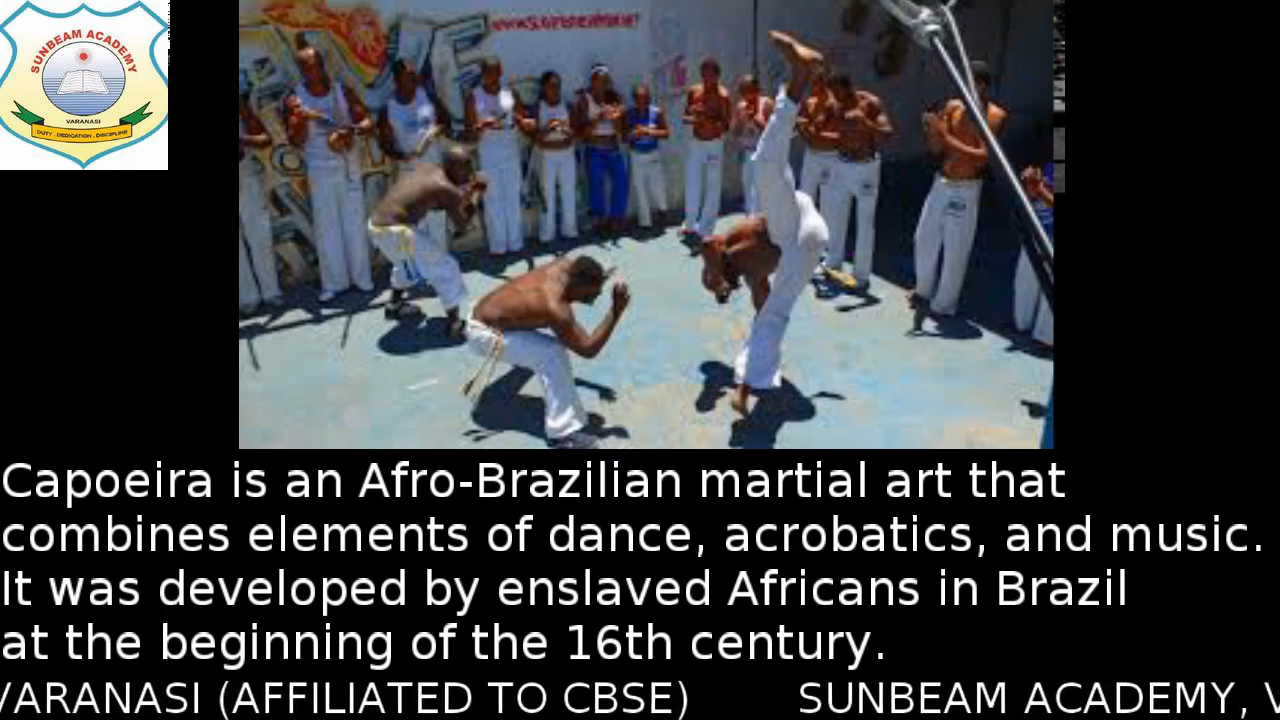 SUNBEAM ACADEMY
VARANASI
DUTY . DEDICATION . DISCIPLINE
Capoeira is an Afro-Brazilian martial art that
combines elements of dance, acrobatics, and music.
It was developed by enslaved Africans in Brazil
at the beginning of the 16th century.
VARANASI (AFFILIATED TO CBSE) SUNBEAM ACADEMY, V